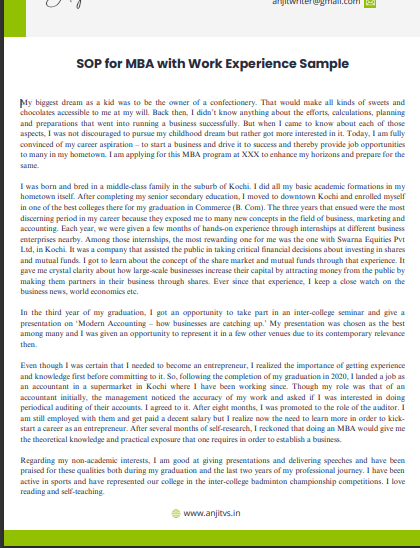 anjitwriter@gmail.com
SOP for MBA with Work Experience Sample
My biggest dream as a kid was to be the owner of a confectionery. That would make all kinds of sweets and
chocolates accessible to me at my will. Back then, I didn't know anything about the efforts, calculations, planning
and preparations that went into running a business successfully. But when I came to know about each of those
aspects, I was not discouraged to pursue my childhood dream but rather got more interested in it. Today, I am fully
convinced of my career aspiration – to start a business and drive it to success and thereby provide job opportunities
to many in my hometown. I am applying for this MBA program at XXX to enhance my horizons and prepare for the
same.
I was born and bred in a middle-class family in the suburb of Kochi. I did all my basic academic formations in my
hometown itself. After completing my senior secondary education, I moved to downtown Kochi and enrolled myself
in one of the best colleges there for my graduation in Commerce (B. Com). The three years that ensued were the most
discerning period in my career because they exposed me to many new concepts in the field of business, marketing and
accounting. Each year, we were given a few months of hands-on experience through internships at different business
enterprises nearby. Among those internships, the most rewarding one for me was the one with Swarna Equities Pvt
Ltd, in Kochi. It was a company that assisted the public in taking critical financial decisions about investing in shares
and mutual funds. I got to learn about the concept of the share market and mutual funds through that experience. It
gave me crystal clarity about how large-scale businesses increase their capital by attracting money from the public by
making them partners in their business through shares. Ever since that experience, I keep a close watch on the
business news, world economics etc.
In the third year of my graduation, I got an opportunity to take part in an inter-college seminar and give a
presentation on 'Modern Accounting – how businesses are catching up.' My presentation was chosen as the best
among many and I was given an opportunity to represent it in a few other venues due to its contemporary relevance
then.
Even though I was certain that I needed to become an entrepreneur, I realized the importance of getting experience
and knowledge first before committing to it. So, following the completion of my graduation in 2020, I landed a job as
an accountant in a supermarket in Kochi where I have been working since. Though my role was that of an
accountant initially, the management noticed the accuracy of my work and asked if I was interested in doing
periodical auditing of their accounts. I agreed to it. After eight months, I was promoted to the role of the auditor. I
am still employed with them and get paid a decent salary but I realize now the need to learn more in order to kick-
start a career as an entrepreneur. After several months of self-research, I reckoned that doing an MBA would give me
the theoretical knowledge and practical exposure that one requires in order to establish a business.
Regarding my non-academic interests, I am good at giving presentations and delivering speeches and have been
praised for these qualities both during my graduation and the last two years of my professional journey. I have been
active in sports and have represented our college in the inter-college badminton championship competitions. I love
reading and self-teaching.
www.anjitvs.in